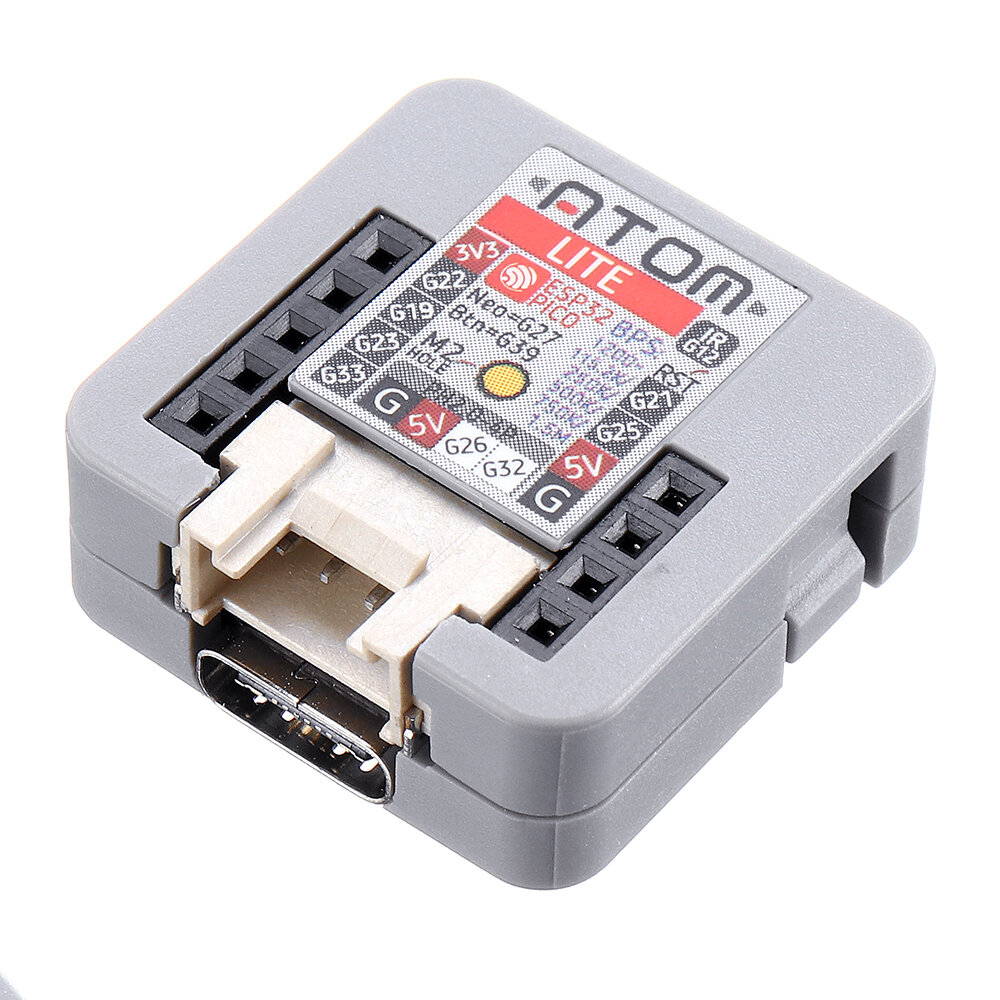 ATOM
LITE
3V3
ESP32
PICO
G22
Neo=G27
G19
Btn=G39
G23
M2
HOLE
G33
BPS
IR
G12
RST
G21
G25
5V
G
G
5V
G26
G32